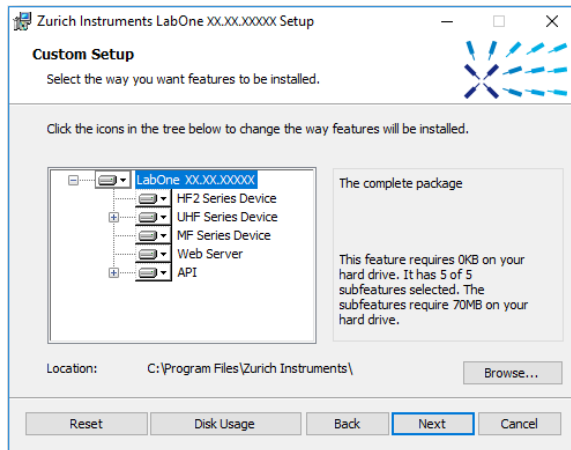 Zurich Instruments LabOne XX.XX.XXXXX Setup
Custom Setup
Select the way you want features to be installed.
Click the icons in the tree below to change the way features will be installed.
LabOne XX.XX.XXXXX
HF2 Series Device
UHF Series Device
MF Series Device
Web Server
API
The complete package
This feature requires 0KB on your
hard drive. It has 5 of 5
subfeatures selected. The
subfeatures require 70MB on your
hard drive.
Location: C:\Program Files\Zurich Instruments\
Browse...
Reset Disk Usage Back Next Cancel